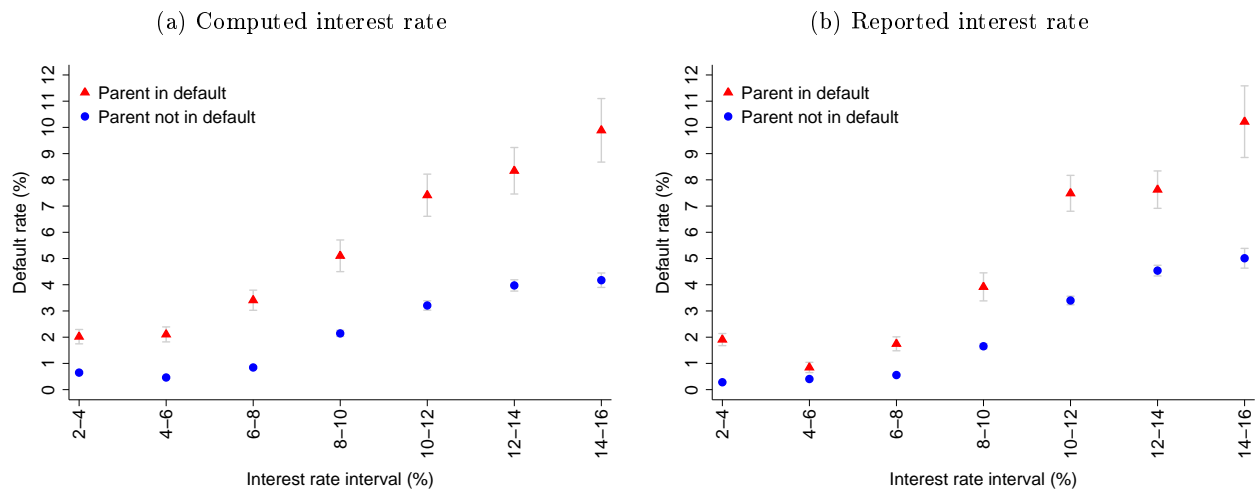 (a) Computed interest rate
Default rate (%)
0 1 2 3 4 5 6 7 8 9 10 11 12
Parent in default
Parent not in default
2−4 4−6 6−8 8−10 10−12 12−14 14−16
Interest rate interval (%)
(b) Reported interest rate
Default rate (%)
0 1 2 3 4 5 6 7 8 9 10 11 12
Parent in default
Parent not in default
2−4 4−6 6−8 8−10 10−12 12−14 14−16
Interest rate interval (%)